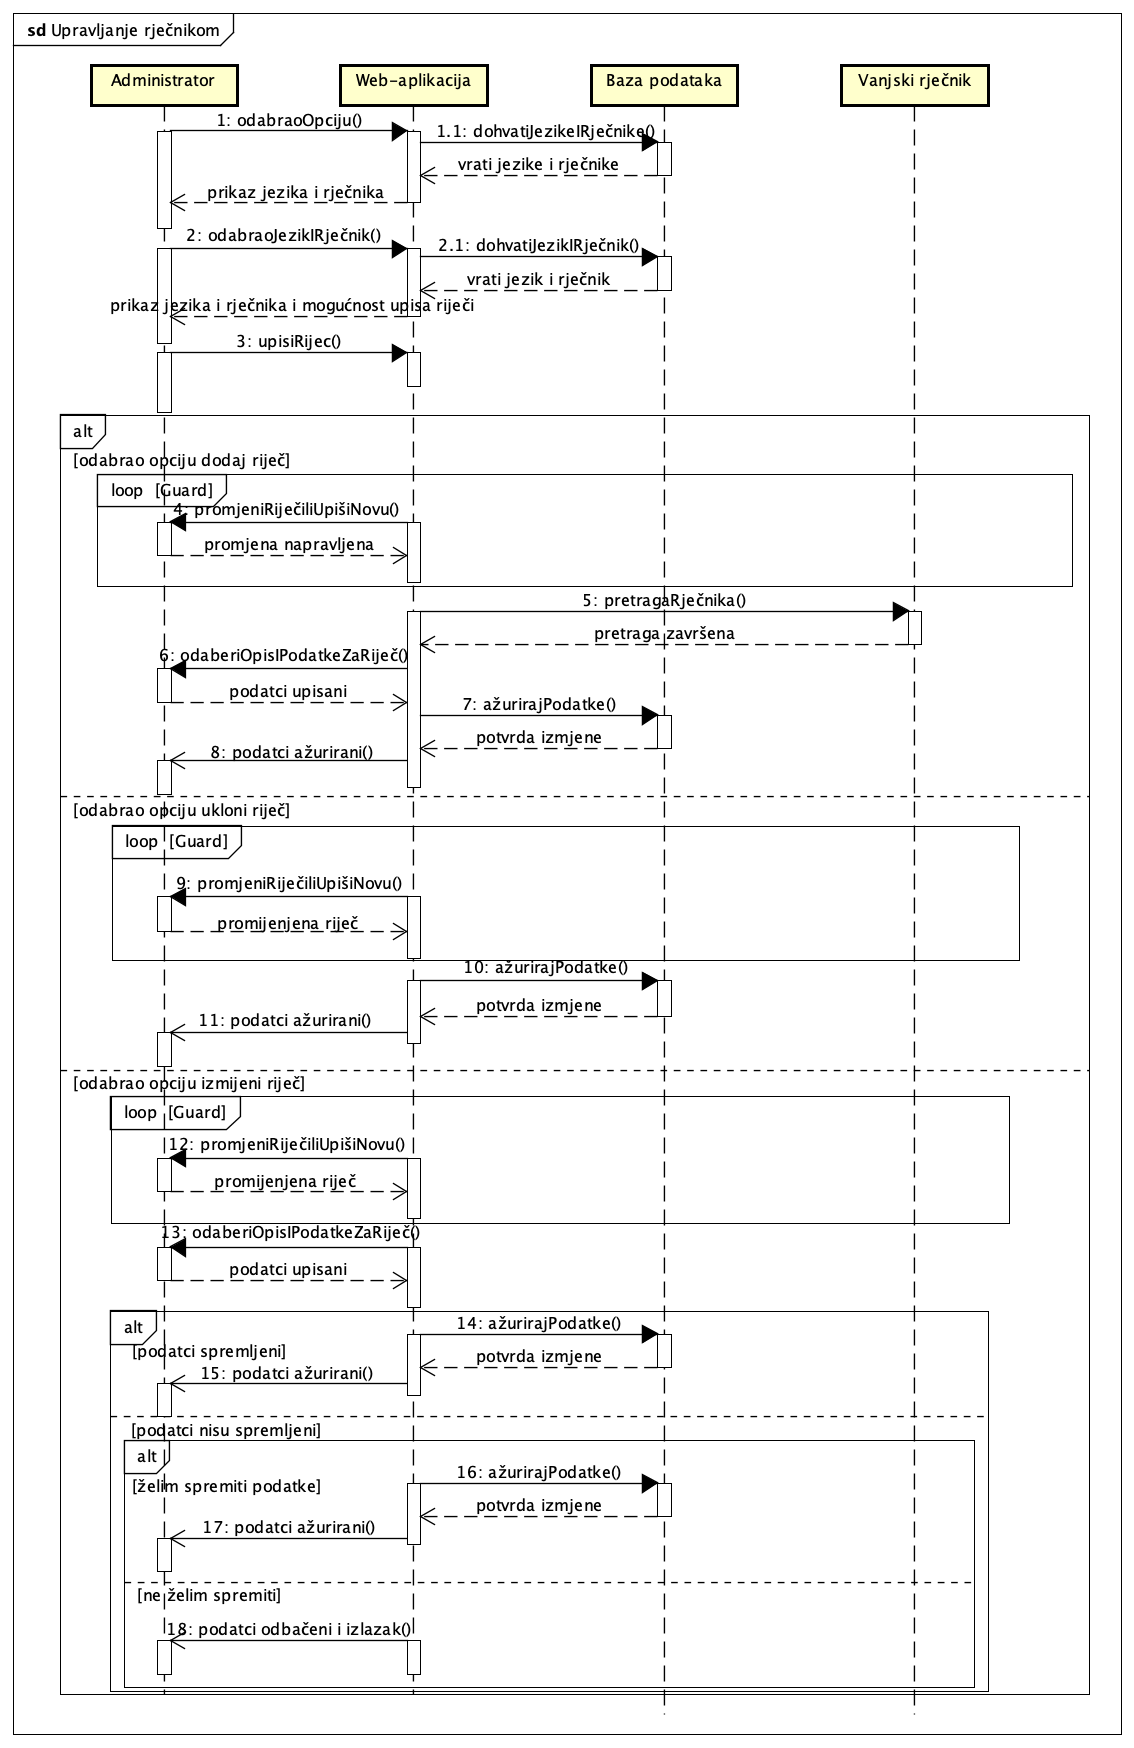 sd Upravljanje rječnikom
Administrator
Web-aplikacija
Baza podataka
Vanjski rječnik
1: odabraoOpciju()
1.1: dohvatiJezikeIRječnike()
vrati jezike i rječnike
prikaz jezika i rječnika
2: odabraoJezikIRječnik()
2.1: dohvatiJezikIRječnik()
vrati jezik i rječnik
prikaz jezika i rječnika i mogućnost upisa riječi
3: upisiRijec()
alt
[odabrao opciju dodaj riječ]
loop [Guard]
4: promjeniRiječiliUpišiNovu()
promjena napravljena
5: pretragaRječnika()
pretraga završena
6: odaberiOpisIPodatkeZaRiječ()
podatci upisani
7: ažurirajPodatke()
potvrda izmjene
8: podatci ažurirani()
[odabrao opciju ukloni riječ]
loop [Guard]
9: promjeniRiječiliUpišiNovu()
promijenjena riječ
10: ažurirajPodatke()
potvrda izmjene
11: podatci ažurirani()
[odabrao opciju izmijeni riječ]
loop [Guard]
12: promjeniRiječiliUpišiNovu()
promijenjena riječ
13: odaberiOpisIPodatkeZaRiječ()
podatci upisani
alt
14: ažurirajPodatke()
[podatci spremljeni]
potvrda izmjene
15: podatci ažurirani()
[podatci nisu spremljeni]
alt
16: ažurirajPodatke()
[želim spremiti podatke]
potvrda izmjene
17: podatci ažurirani()
[ne želim spremiti]
18: podatci odbačeni i izlazak()